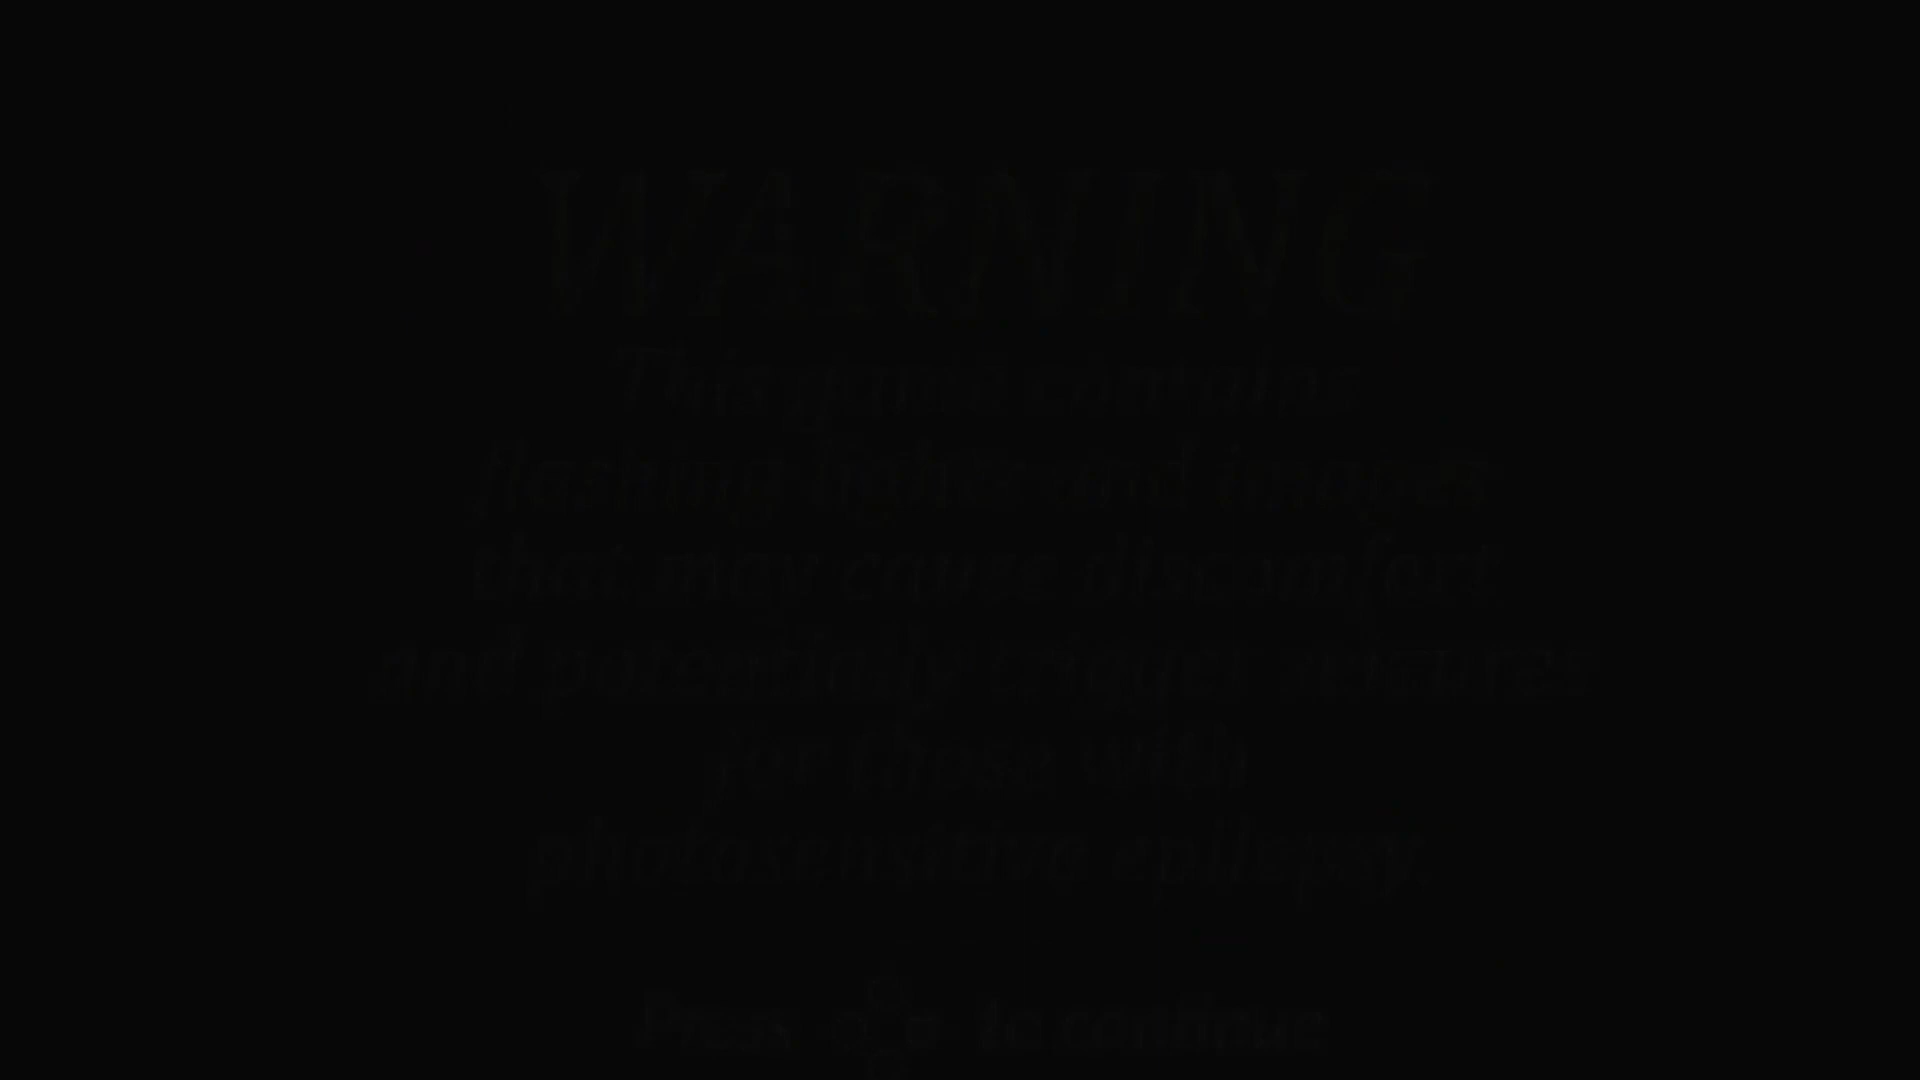 WARNING
This game contains
flashing lights and images
that may cause discomfort
and potentially trigger seizures
for those with
photosensitive epilepsy.
Press to continue